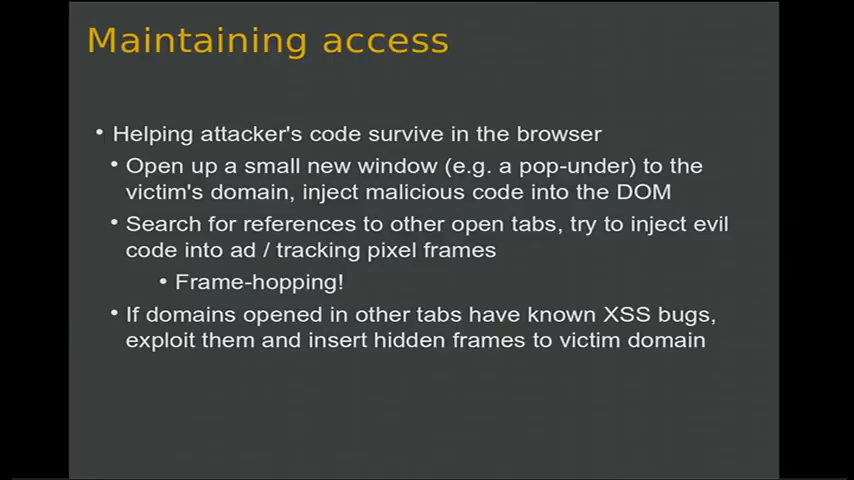 Maintaining access
• Helping attacker's code survive in the browser
• Open up a small new window (e.g. a pop-under) to the
victim's domain, inject malicious code into the DOM
• Search for references to other open tabs, try to inject evil
code into ad / tracking pixel frames
• Frame-hopping!
• If domains opened in other tabs have known XSS bugs,
exploit them and insert hidden frames to victim domain